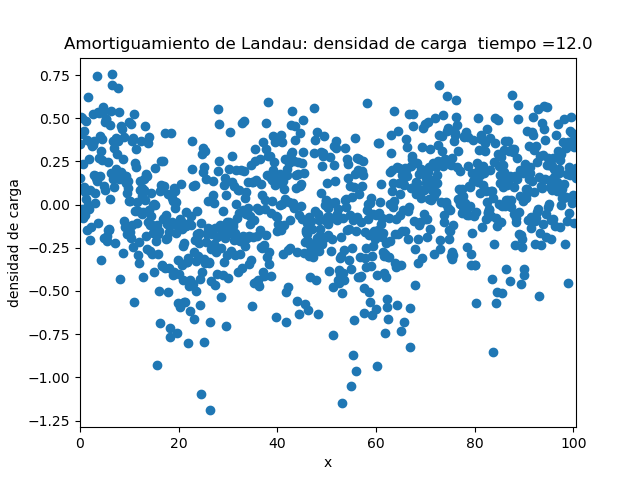 Amortiguamiento de Landau: densidad de carga  tiempo =12.0
0.75
0.50
0.25
0.00
−0.25
−0.50
−0.75
−1.00
−1.25
densidad de carga
0 20 40 60 80 100
x